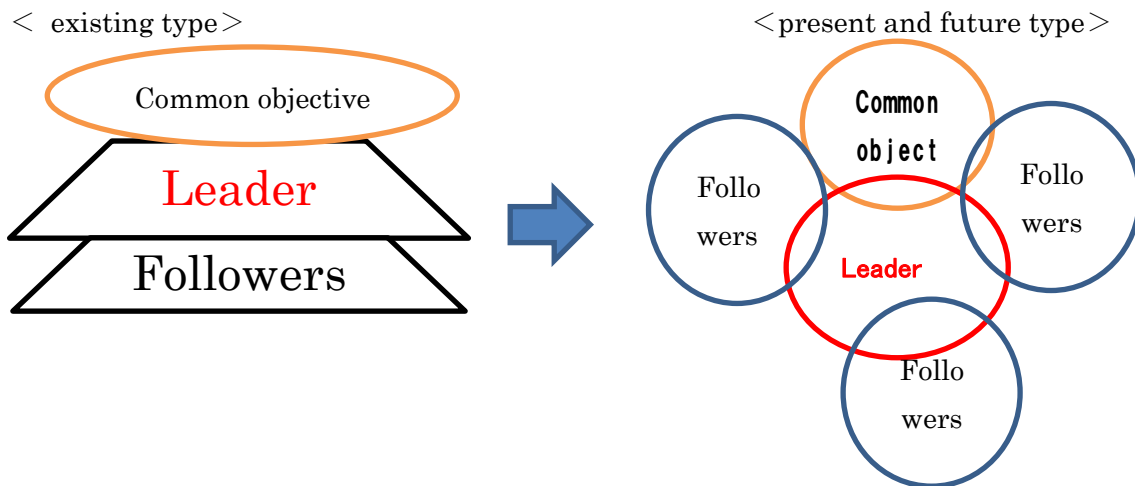 ＜ existing type＞
Common objective
Leader
Followers
＜present and future type＞
Common
object
Follo
wers
Follo
wers
Leader
Follo
wers